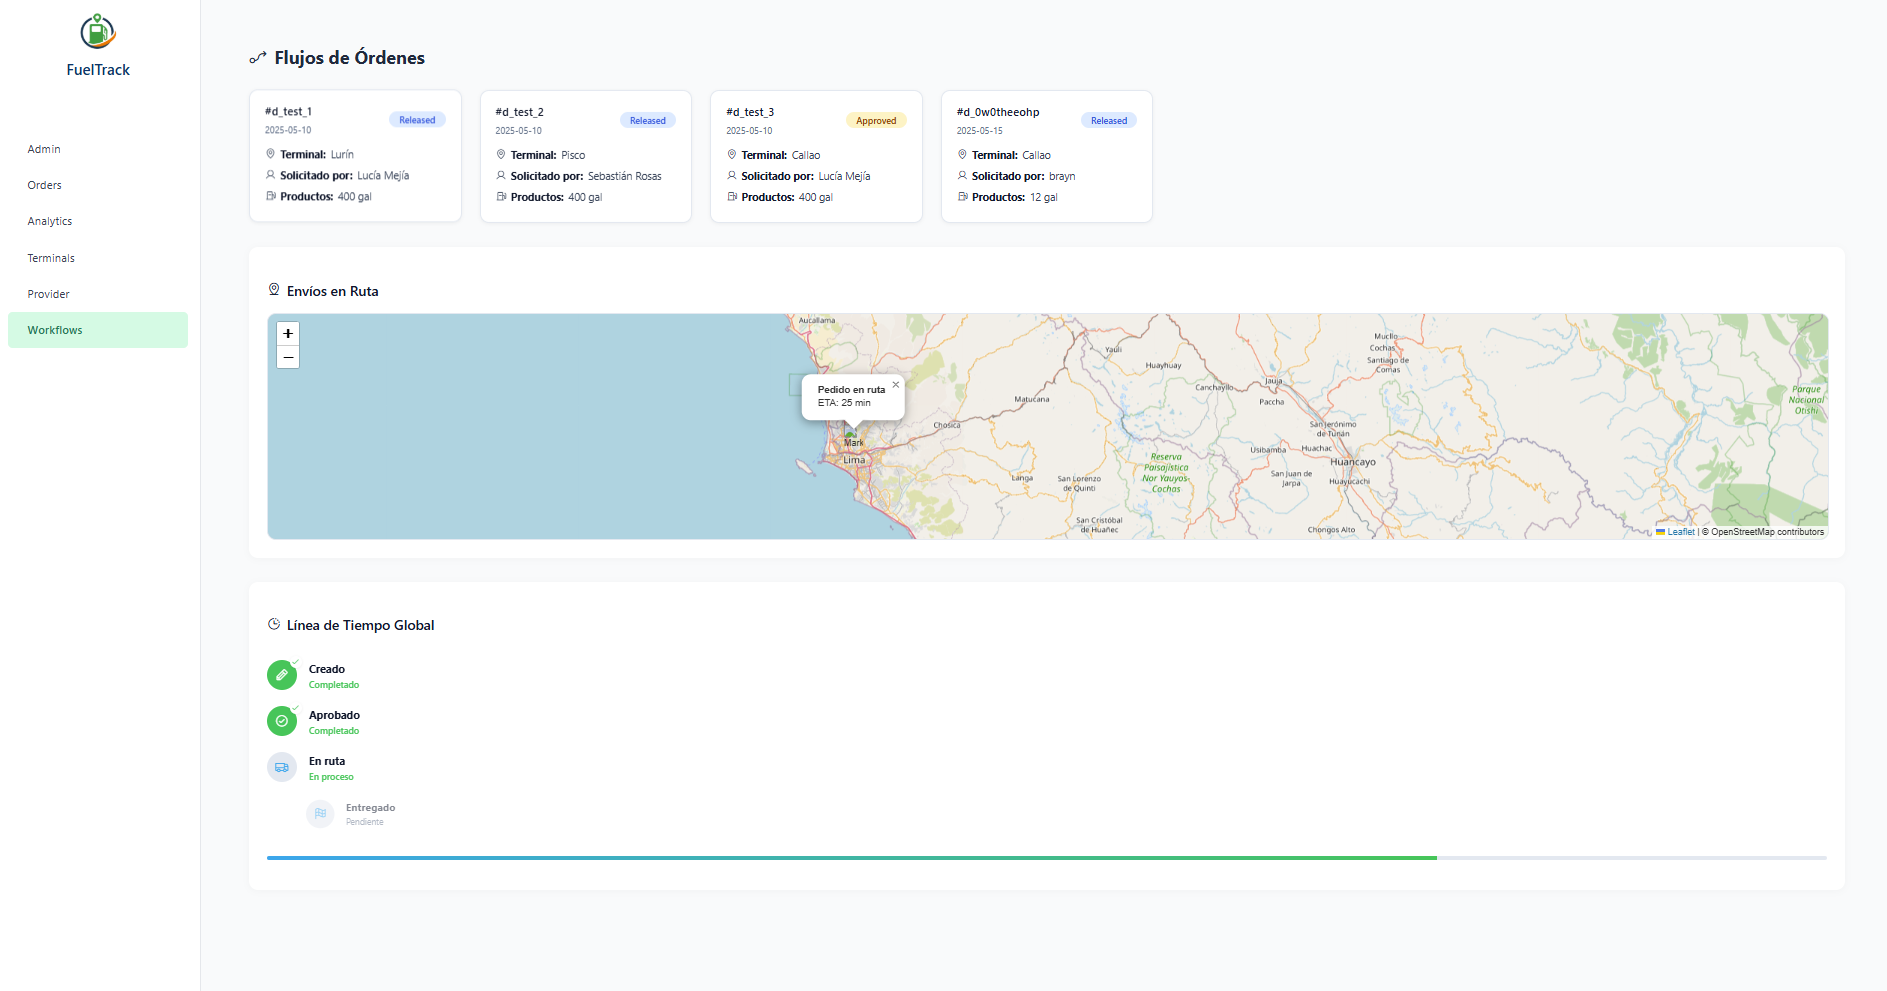 FuelTrack
Admin
Orders
Analytics
Terminals
Provider
Workflows
Flujos de Órdenes
#d_test_1
Released
2025-05-10
Terminal: Lurín
Solicitado por: Lucía Mejía
Productos: 400 gal
#d_test_2
Released
2025-05-10
Terminal: Pisco
Solicitado por: Sebastián Rosas
Productos: 400 gal
#d_test_3
Approved
2025-05-10
Terminal: Callao
Solicitado por: Lucía Mejía
Productos: 400 gal
#d_0w0theeohp
Released
2025-05-15
Terminal: Callao
Solicitado por: brayn
Productos: 12 gal
Envíos en Ruta
+
−
Aucallama
Pedido en ruta
ETA: 25 min
Mark
Lima
Chosica
Matucana
Yauli
Huayhuay
Canchayllo
Jauja
Paccha
Santiago de
Comas
Cochas
Parque
Nacional
Otishi
San Jerónimo
de Tunán
Usibamba
Huachac
Huancayo
San Juan de
Jarpa
Huayucachi
Reserva
Paisajística
Nor Yauyos-
Cochas
Langa
San Lorenzo
de Quinti
San Cristóbal
de Huañec
Chongos Alto
Leaflet | © OpenStreetMap contributors
Línea de Tiempo Global
Creado
Completado
Aprobado
Completado
En ruta
En proceso
Entregado
Pendiente